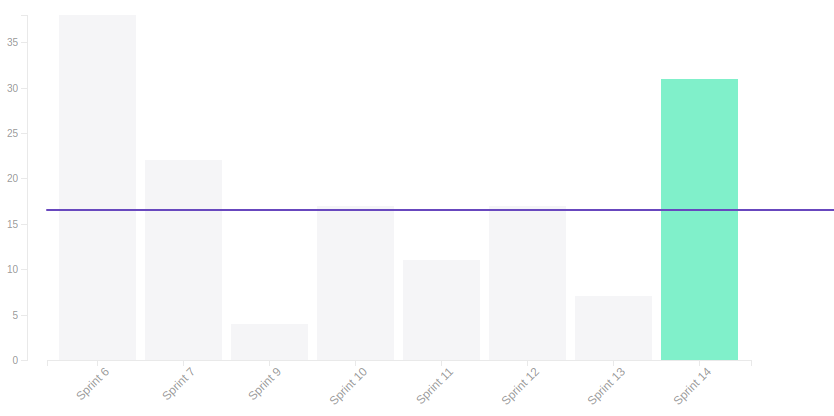 35
30
25
20
15
10
5
0
Sprint 6
Sprint 7
Sprint 9
Sprint 10
Sprint 11
Sprint 12
Sprint 13
Sprint 14